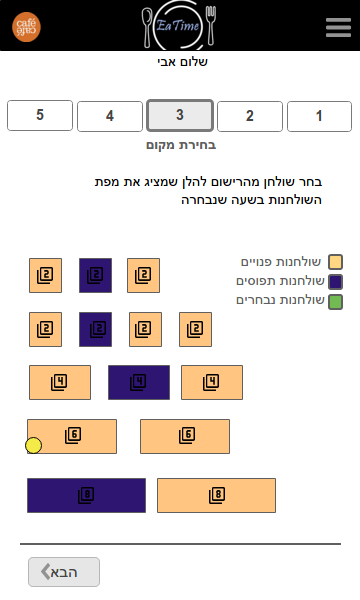 café café
EaTime
שלום אבי
1 2 3 4 5
בחירת מקום
בחר שולחן מהרישום להלן שמציג את מפת
השולחנות בשעה שנבחרה
שולחנות פנויים
שולחנות תפוסים
שולחנות נבחרים
2 2 2
2 2 2 2
4 4 4
6 6
8 8
הבא